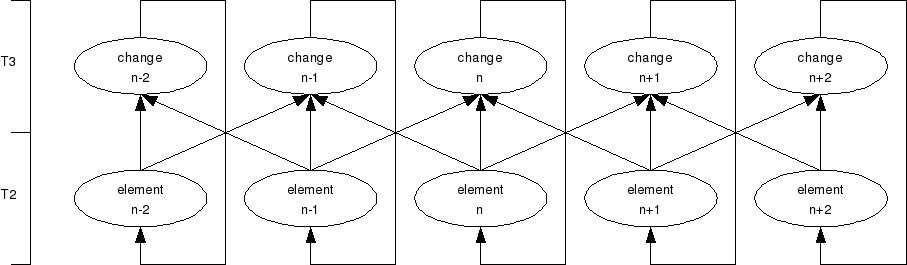 T3
change
n-2
change
n-1
change
n
change
n+1
change
n+2
T2
element
n-2
element
n-1
element
n
element
n+1
element
n+2